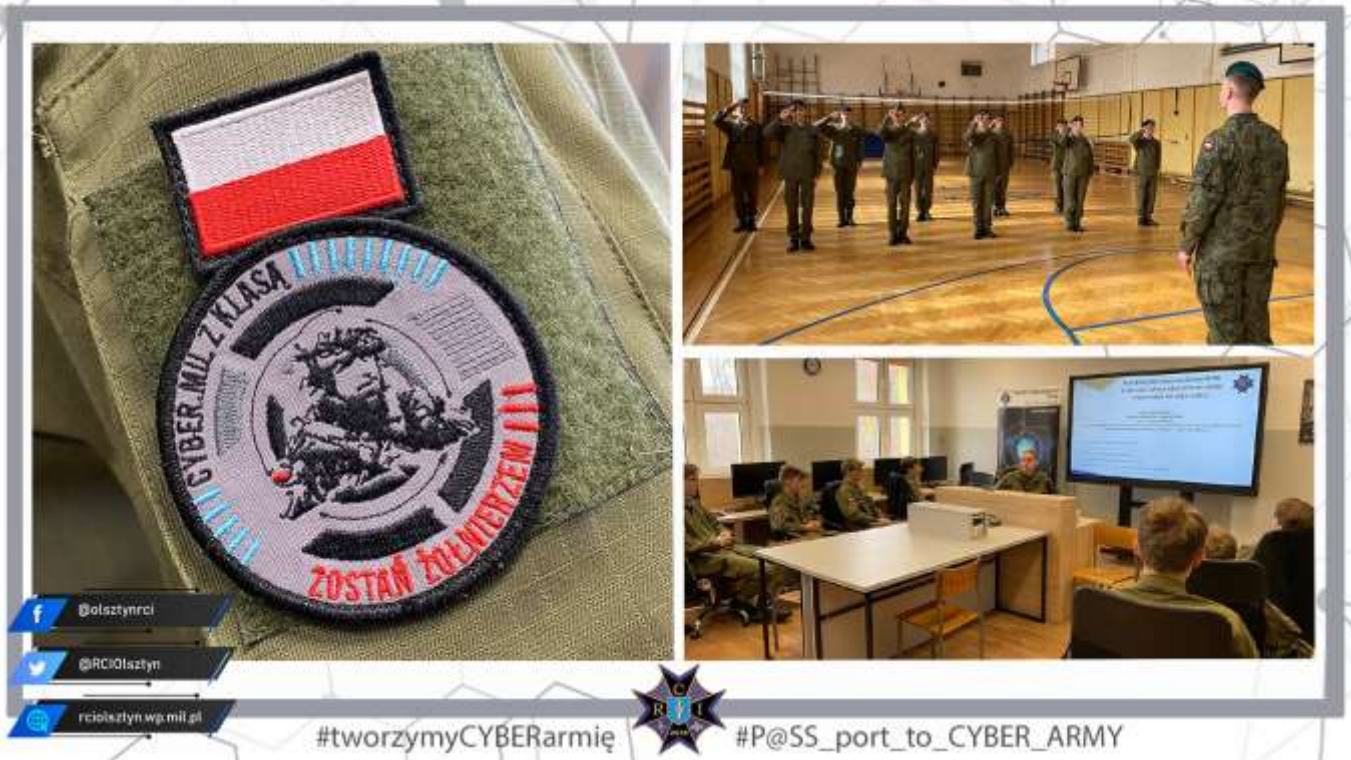 CYBER.MIL Z KLASĄ
ZOSTAŃ ŻOŁNIERZEM
@olsztynrci
@RCIOlsztyn
rciolsztyn.wp.mil.pl
R C I
#tworzymyCYBERarmię
#P@SS_port_to_CYBER_ARMY